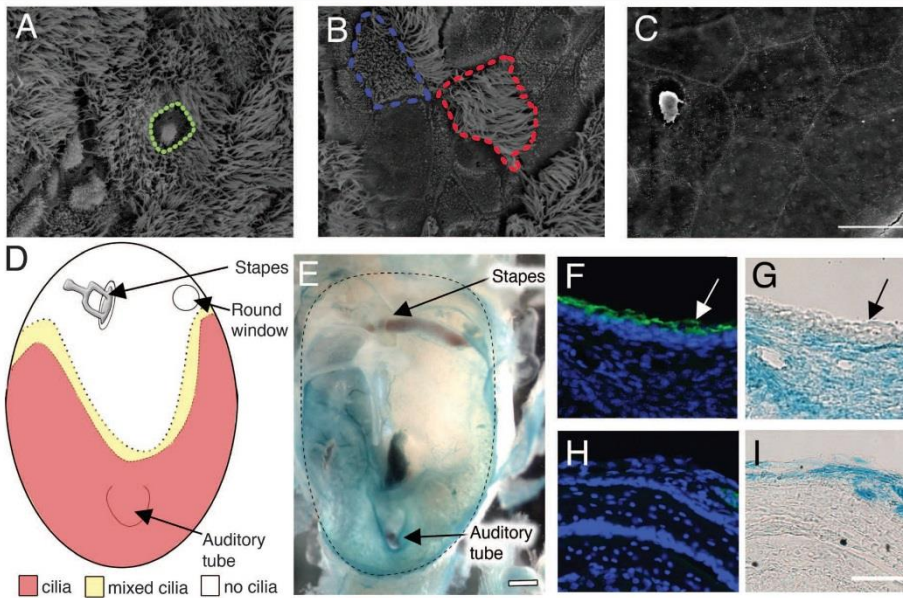 A
B
C
D
Stapes
Round
window
Auditory
tube
cilia
mixed cilia
no cilia
E
Stapes
Auditory
tube
F
G
H
I